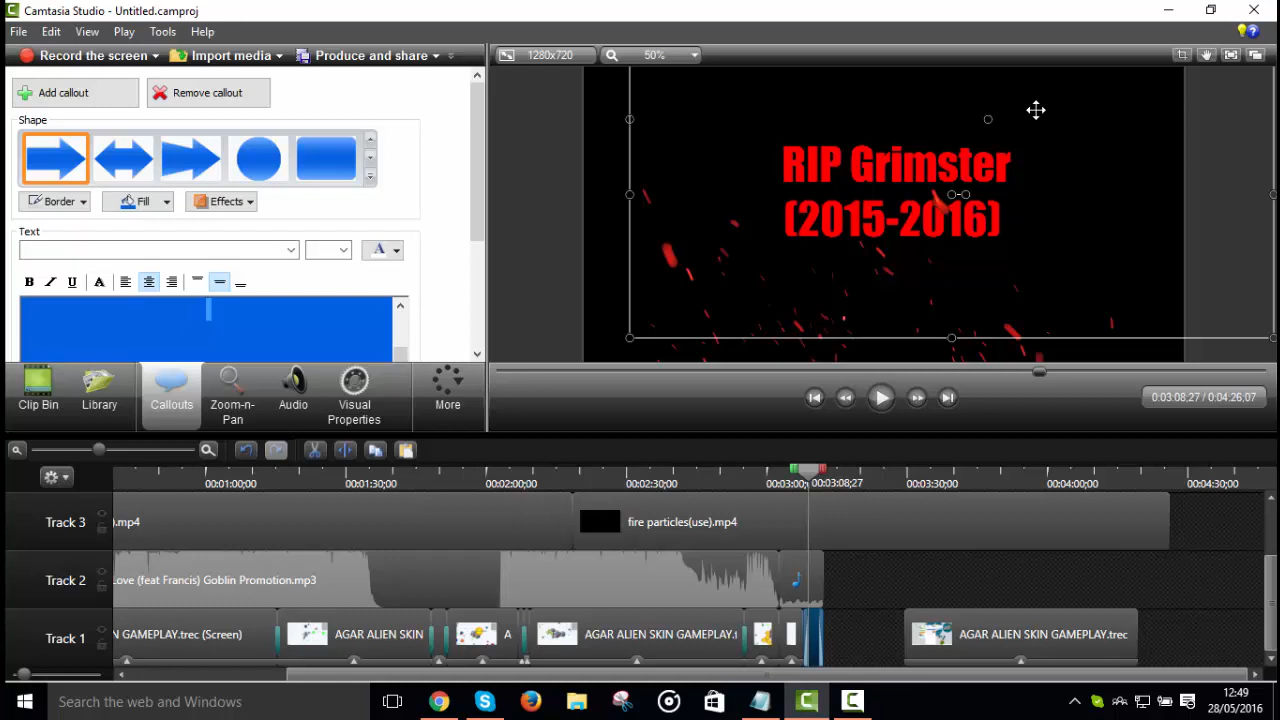 Camtasia Studio - Untitled.camproj
File Edit View Play Tools Help
Record the screen Import media Produce and share
1280x720 50%
Add callout Remove callout
Shape
Border Fill Effects
Text
A
B I U A
RIP Grimster
(2015-2016)
Clip Bin Library Callouts Zoom-n-Pan Audio Visual Properties More
0:03:08,27 / 0:04:26,07
00:01:00;00 00:01:30;00 00:02:00;00 00:02:30;00 00:03:00;0 00:03:08;27 00:03:30;00 00:04:00;00 00:04:30;00
Track 3 ).mp4 fire particles(use).mp4
Track 2 Love (feat Francis) Goblin Promotion.mp3
Track 1 N GAMEPLAY.trec (Screen) AGAR ALIEN SKIN A AGAR ALIEN SKIN GAMEPLAY.t AGAR ALIEN SKIN GAMEPLAY.trec
Search the web and Windows
12:49
28/05/2016